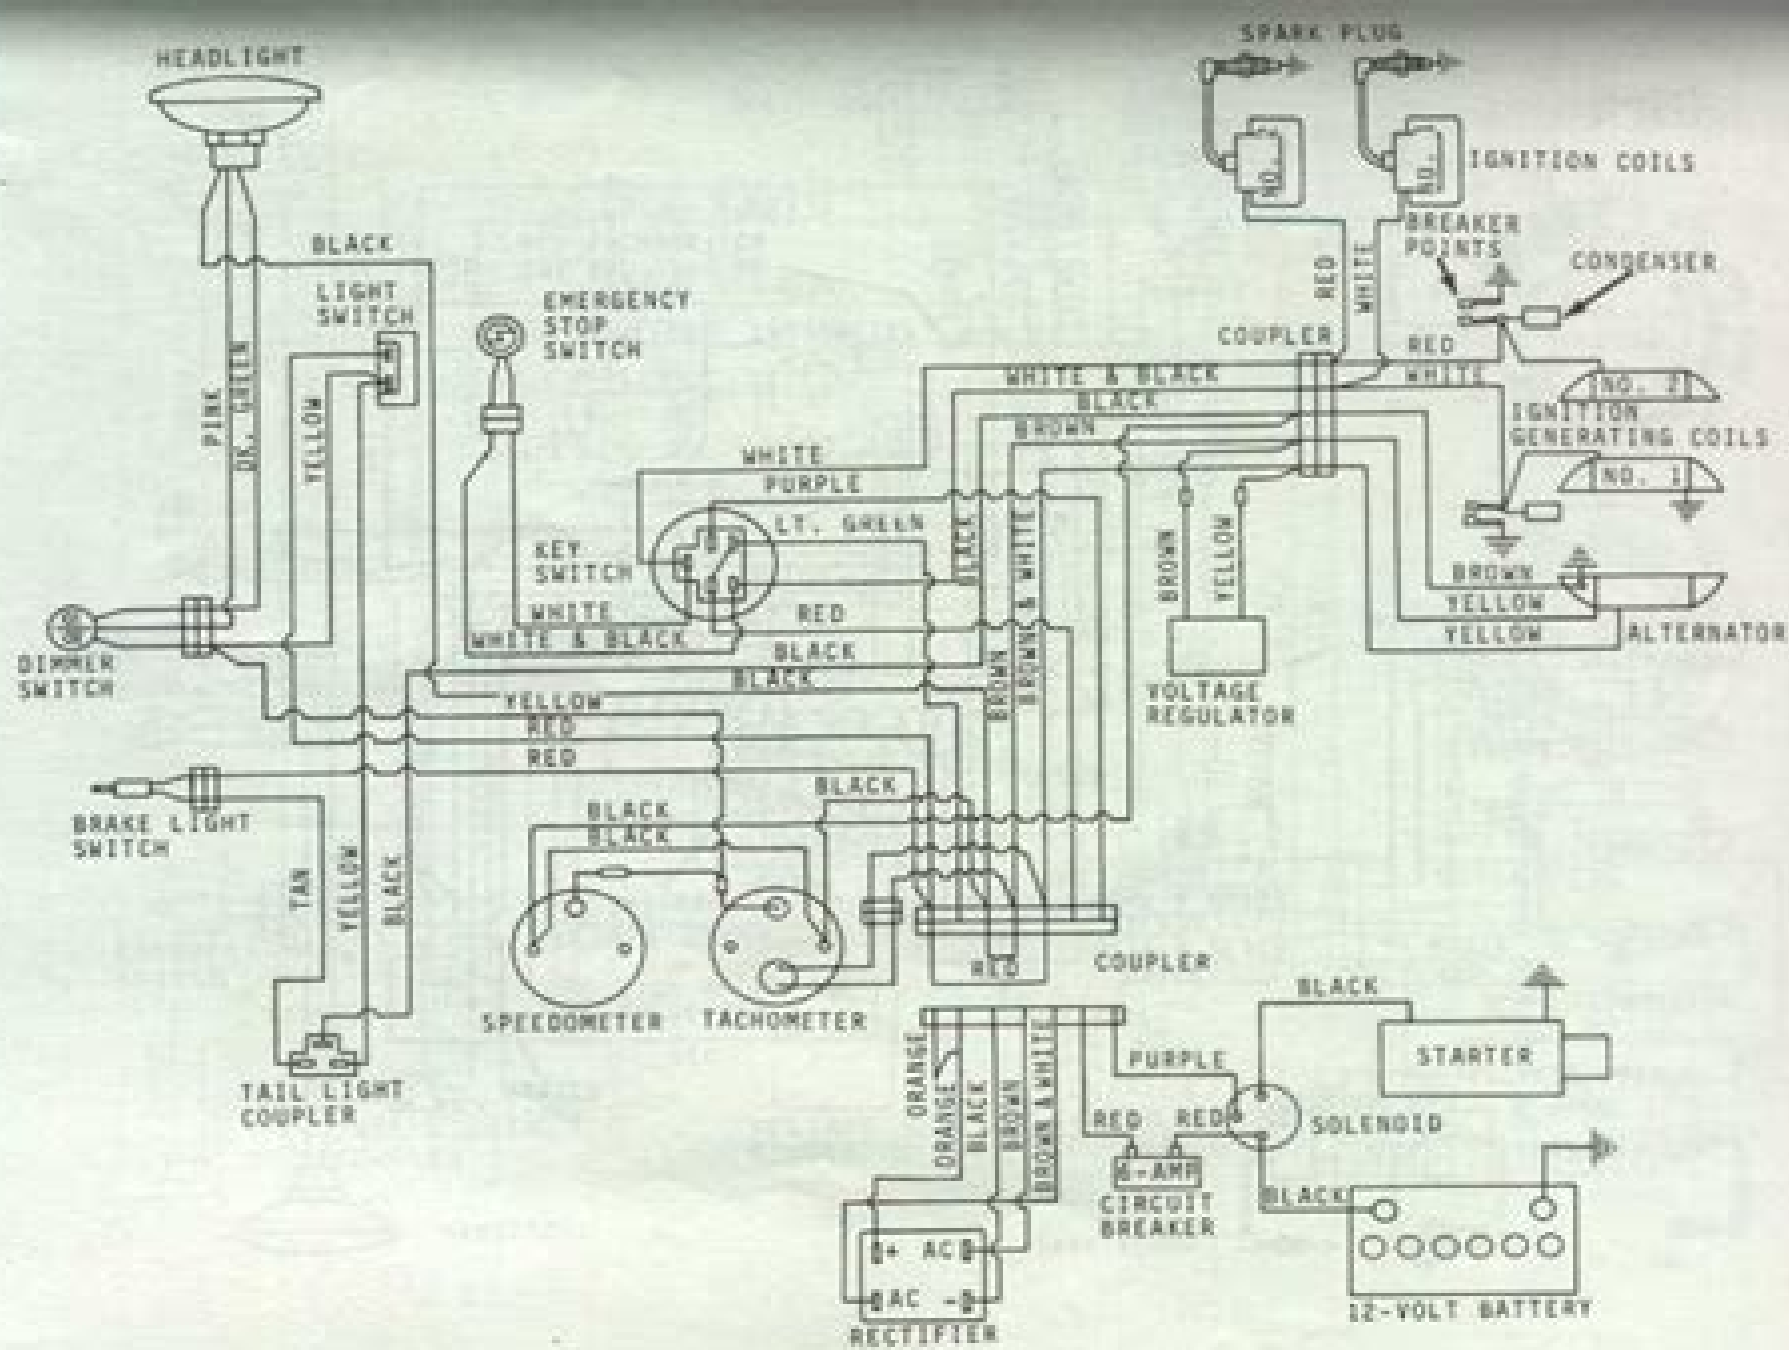 SPARK PLUG
HEADLIGHT
NO.
NO.
IGNITION COILS
BREAKER
POINTS
CONDENSER
BLACK
LIGHT
SWITCH
EMERGENCY
STOP
SWITCH
RED
WHITE
COUPLER
RED
WHITE
WHITE & BLACK
BLACK
BROWN
NO. 2
IGNITION
GENERATING COILS
NO. 1
PINK
DK. GREEN
YELLOW
WHITE
PURPLE
LT. GREEN
KEY
SWITCH
BLACK
BROWN & WHITE
BROWN
YELLOW
BROWN
YELLOW
YELLOW
ALTERNATOR
WHITE
WHITE & BLACK
RED
BLACK
BLACK
DIMMER
SWITCH
YELLOW
RED
RED
BROWN
VOLTAGE
REGULATOR
BRAKE LIGHT
SWITCH
BLACK
BLACK
BLACK
TAN
YELLOW
BLACK
RED
COUPLER
SPEEDOMETER
TACHOMETER
TAIL LIGHT
COUPLER
ORANGE
ORANGE
BLACK
BROWN
BROWN & WHITE
PURPLE
BLACK
STARTER
RED
RED
SOLENOID
6-AMP
CIRCUIT
BREAKER
BLACK
+ AC
AC -
RECTIFIER
12-VOLT BATTERY